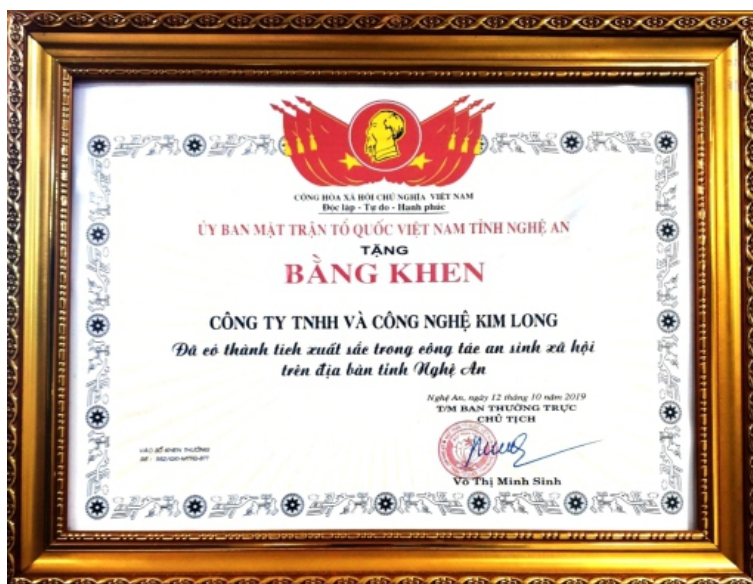 CỘNG HÒA XÃ HỘI CHỦ NGHĨA VIỆT NAM
Độc lập - Tự do - Hạnh phúc
ỦY BAN MẶT TRẬN TỔ QUỐC VIỆT NAM TỈNH NGHỆ AN
TẶNG
BẰNG KHEN
CÔNG TY TNHH VÀ CÔNG NGHỆ KIM LONG
Đã có thành tích xuất sắc trong công tác an sinh xã hội
trên địa bàn tỉnh Nghệ An
Nghệ An, ngày 12 tháng 10 năm 2019
T/M BAN THƯỜNG TRỰC
CHỦ TỊCH
VÀO SỔ KHEN THƯỞNG
Võ Thị Minh Sinh